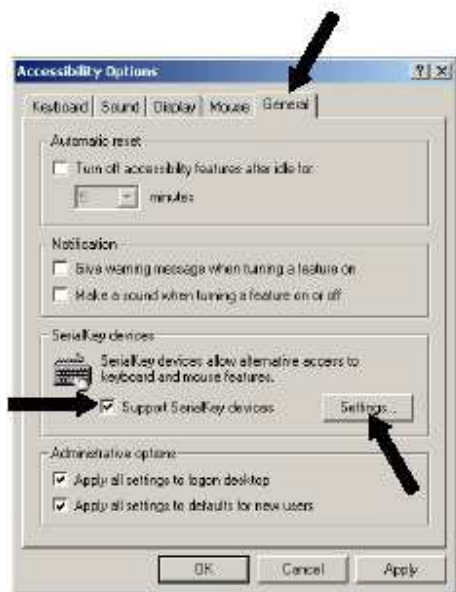 Accessibility Options
Keyboard Sound Display Mouse General
Automatic reset
Turn off accessibility features after idle for
5 minutes
Notification
Give warning message when turning a feature on
Make a sound when turning a feature on or off
SerialKey devices
SerialKey devices allow alternative access to
keyboard and mouse features.
Support SerialKey devices Settings...
Administrative options
Apply all settings to logon desktop
Apply all settings to defaults for new users
OK Cancel Apply